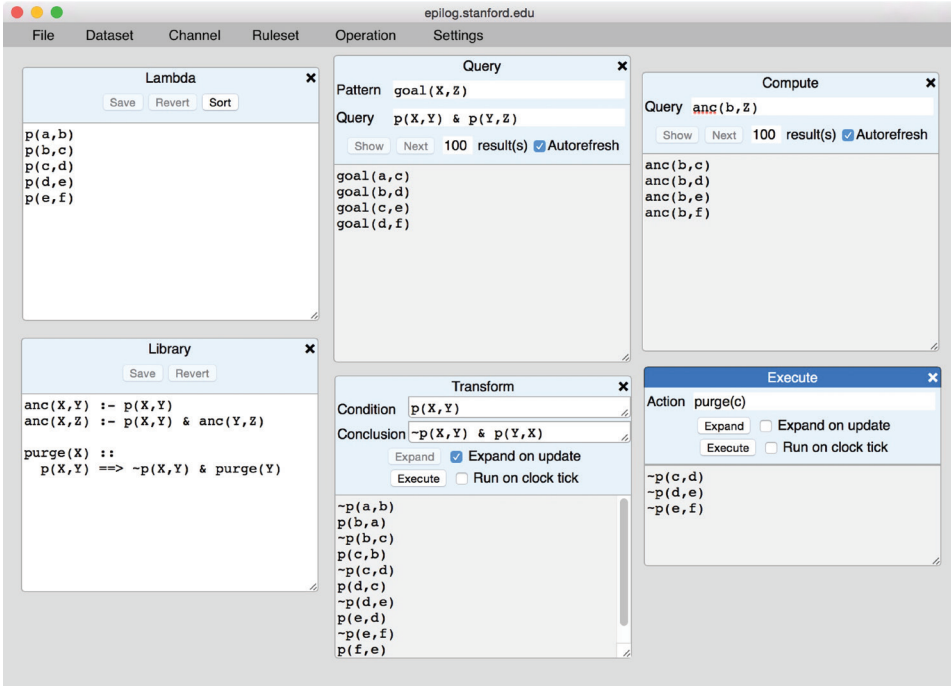 epilog.stanford.edu
File Dataset Channel Ruleset Operation Settings
Lambda
Save Revert Sort
p(a,b)
p(b,c)
p(c,d)
p(d,e)
p(e,f)
Library
Save Revert
anc(X,Y) :- p(X,Y)
anc(X,Z) :- p(X,Y) & anc(Y,Z)
purge(X) ::
p(X,Y) ==> ~p(X,Y) & purge(Y)
Query
Pattern goal(X,Z)
Query p(X,Y) & p(Y,Z)
Show Next 100 result(s) Autorefresh
goal(a,c)
goal(b,d)
goal(c,e)
goal(d,f)
Transform
Condition p(X,Y)
Conclusion ~p(X,Y) & p(Y,X)
Expand Expand on update
Execute Run on clock tick
~p(a,b)
p(b,a)
~p(b,c)
p(c,b)
~p(c,d)
p(d,c)
~p(d,e)
p(e,d)
~p(e,f)
p(f,e)
Compute
Query anc(b,Z)
Show Next 100 result(s) Autorefresh
anc(b,c)
anc(b,d)
anc(b,e)
anc(b,f)
Execute
Action purge(c)
Expand Expand on update
Execute Run on clock tick
~p(c,d)
~p(d,e)
~p(e,f)